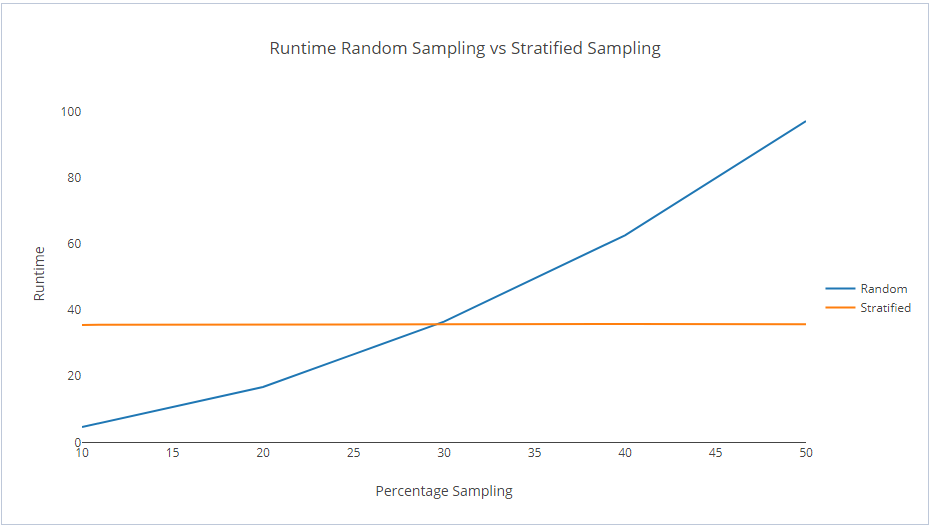 Runtime Random Sampling vs Stratified Sampling
100
80
60
40
20
0
Runtime
10 15 20 25 30 35 40 45 50
Percentage Sampling
Random
Stratified